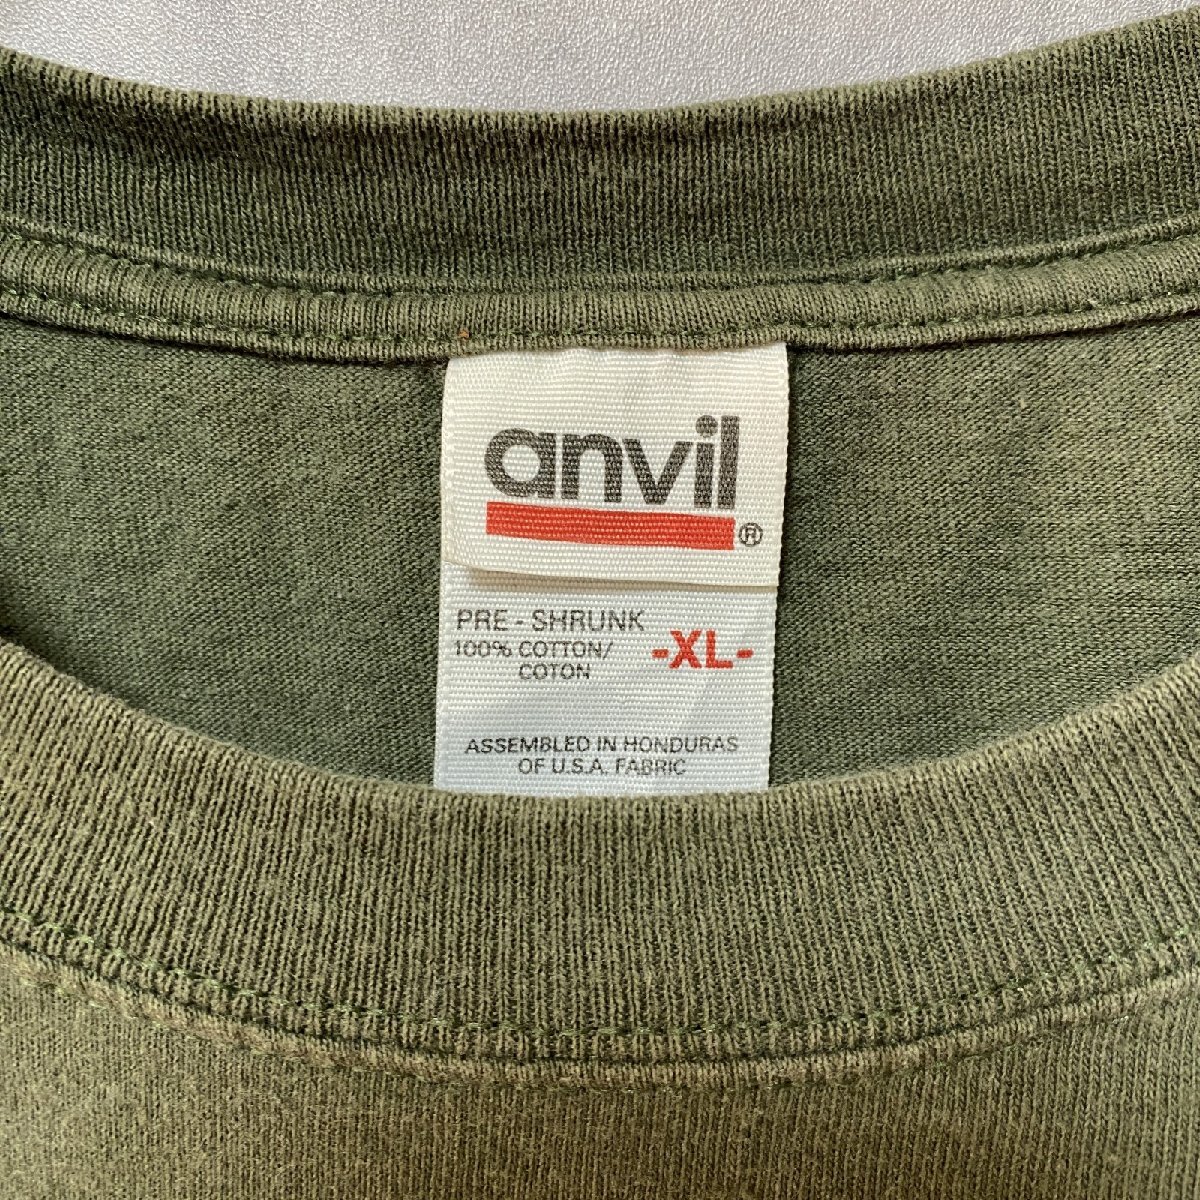 anvil
®
PRE - SHRUNK
100% COTTON/
COTON
-XL-
ASSEMBLED IN HONDURAS
OF U.S.A. FABRIC